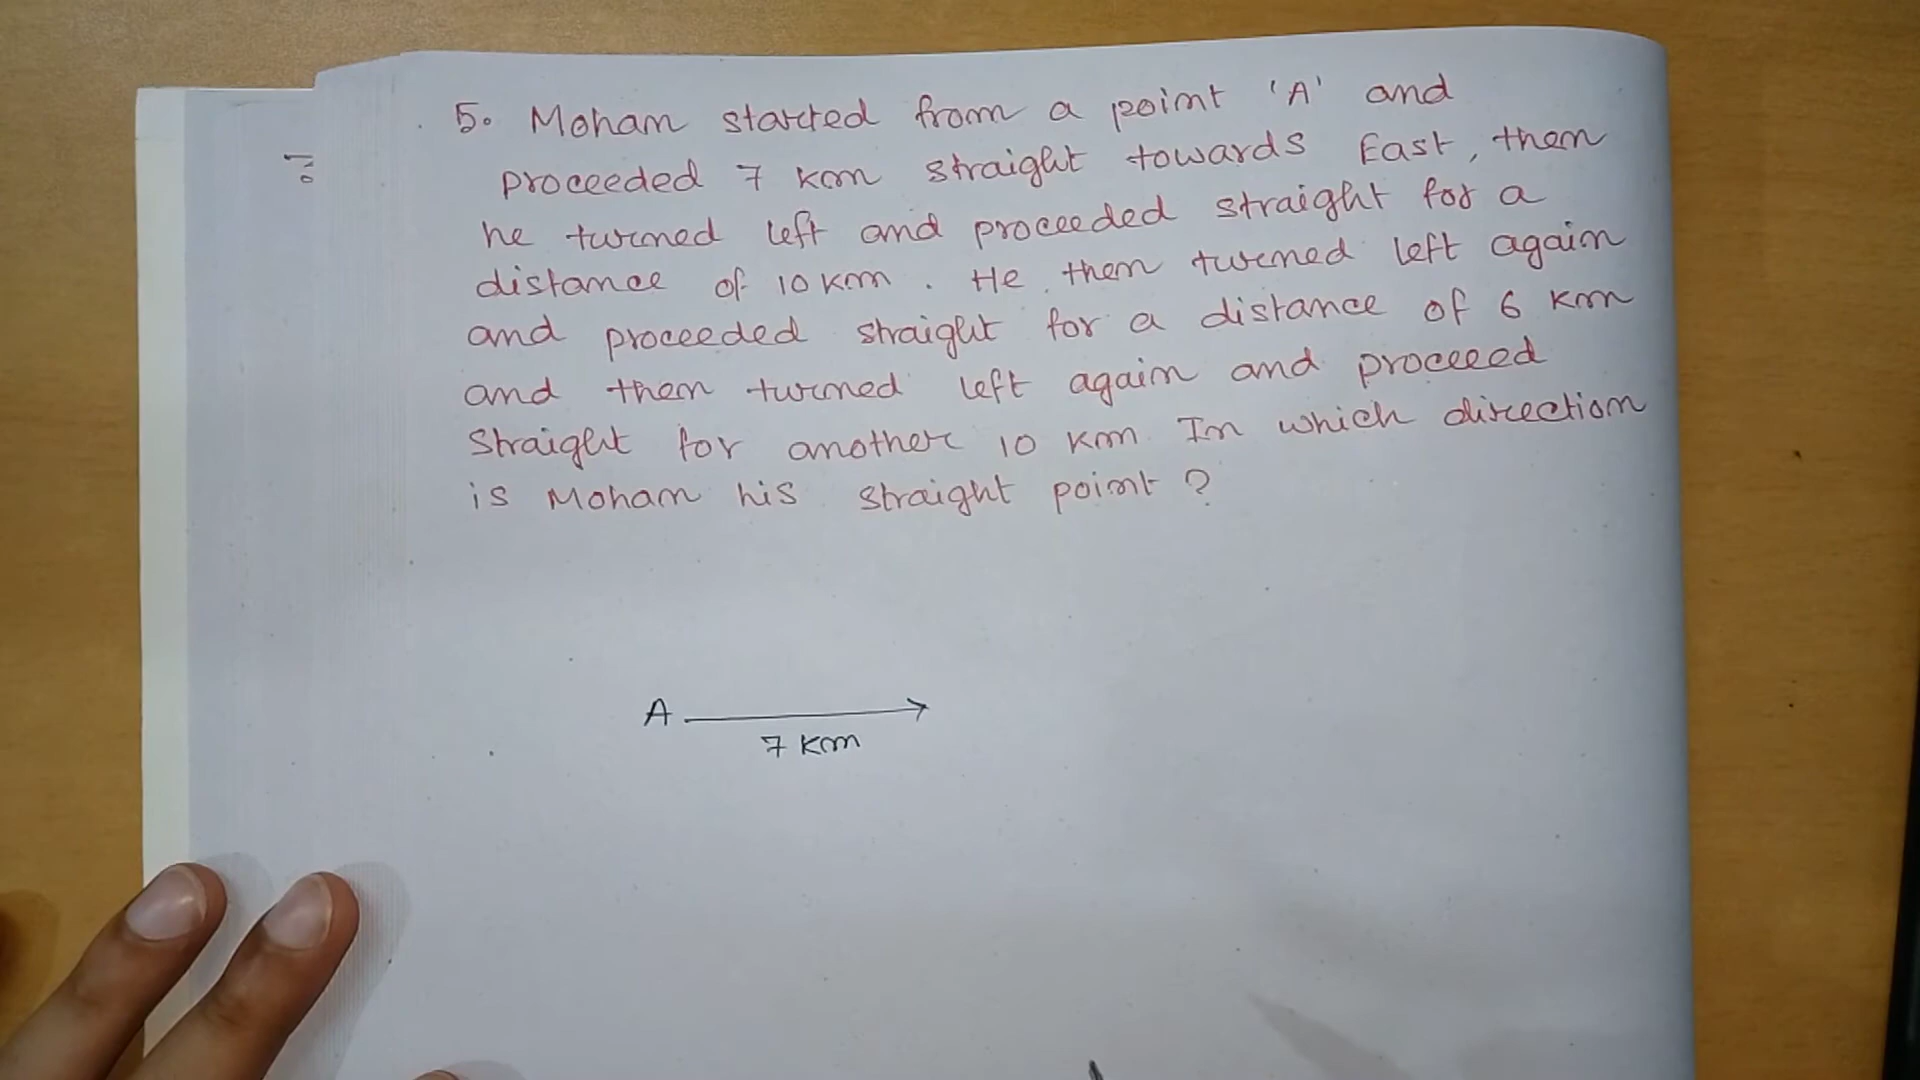 5. Mohan started from a point 'A' and
proceeded 7 km straight towards East, then
he turned left and proceeded straight for a
distance of 10 km. He then turned left again
and proceeded straight for a distance of 6 km
and then turned left again and proceed
straight for another 10 km In which direction
is Mohan his straight point ?
A
7 km